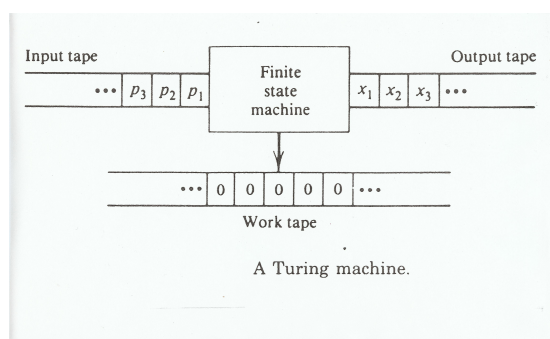 Input tape
Output tape
Finite
state
machine
... p3 p2 p1
x1 x2 x3 ...
... 0 0 0 0 0 ...
Work tape
A Turing machine.